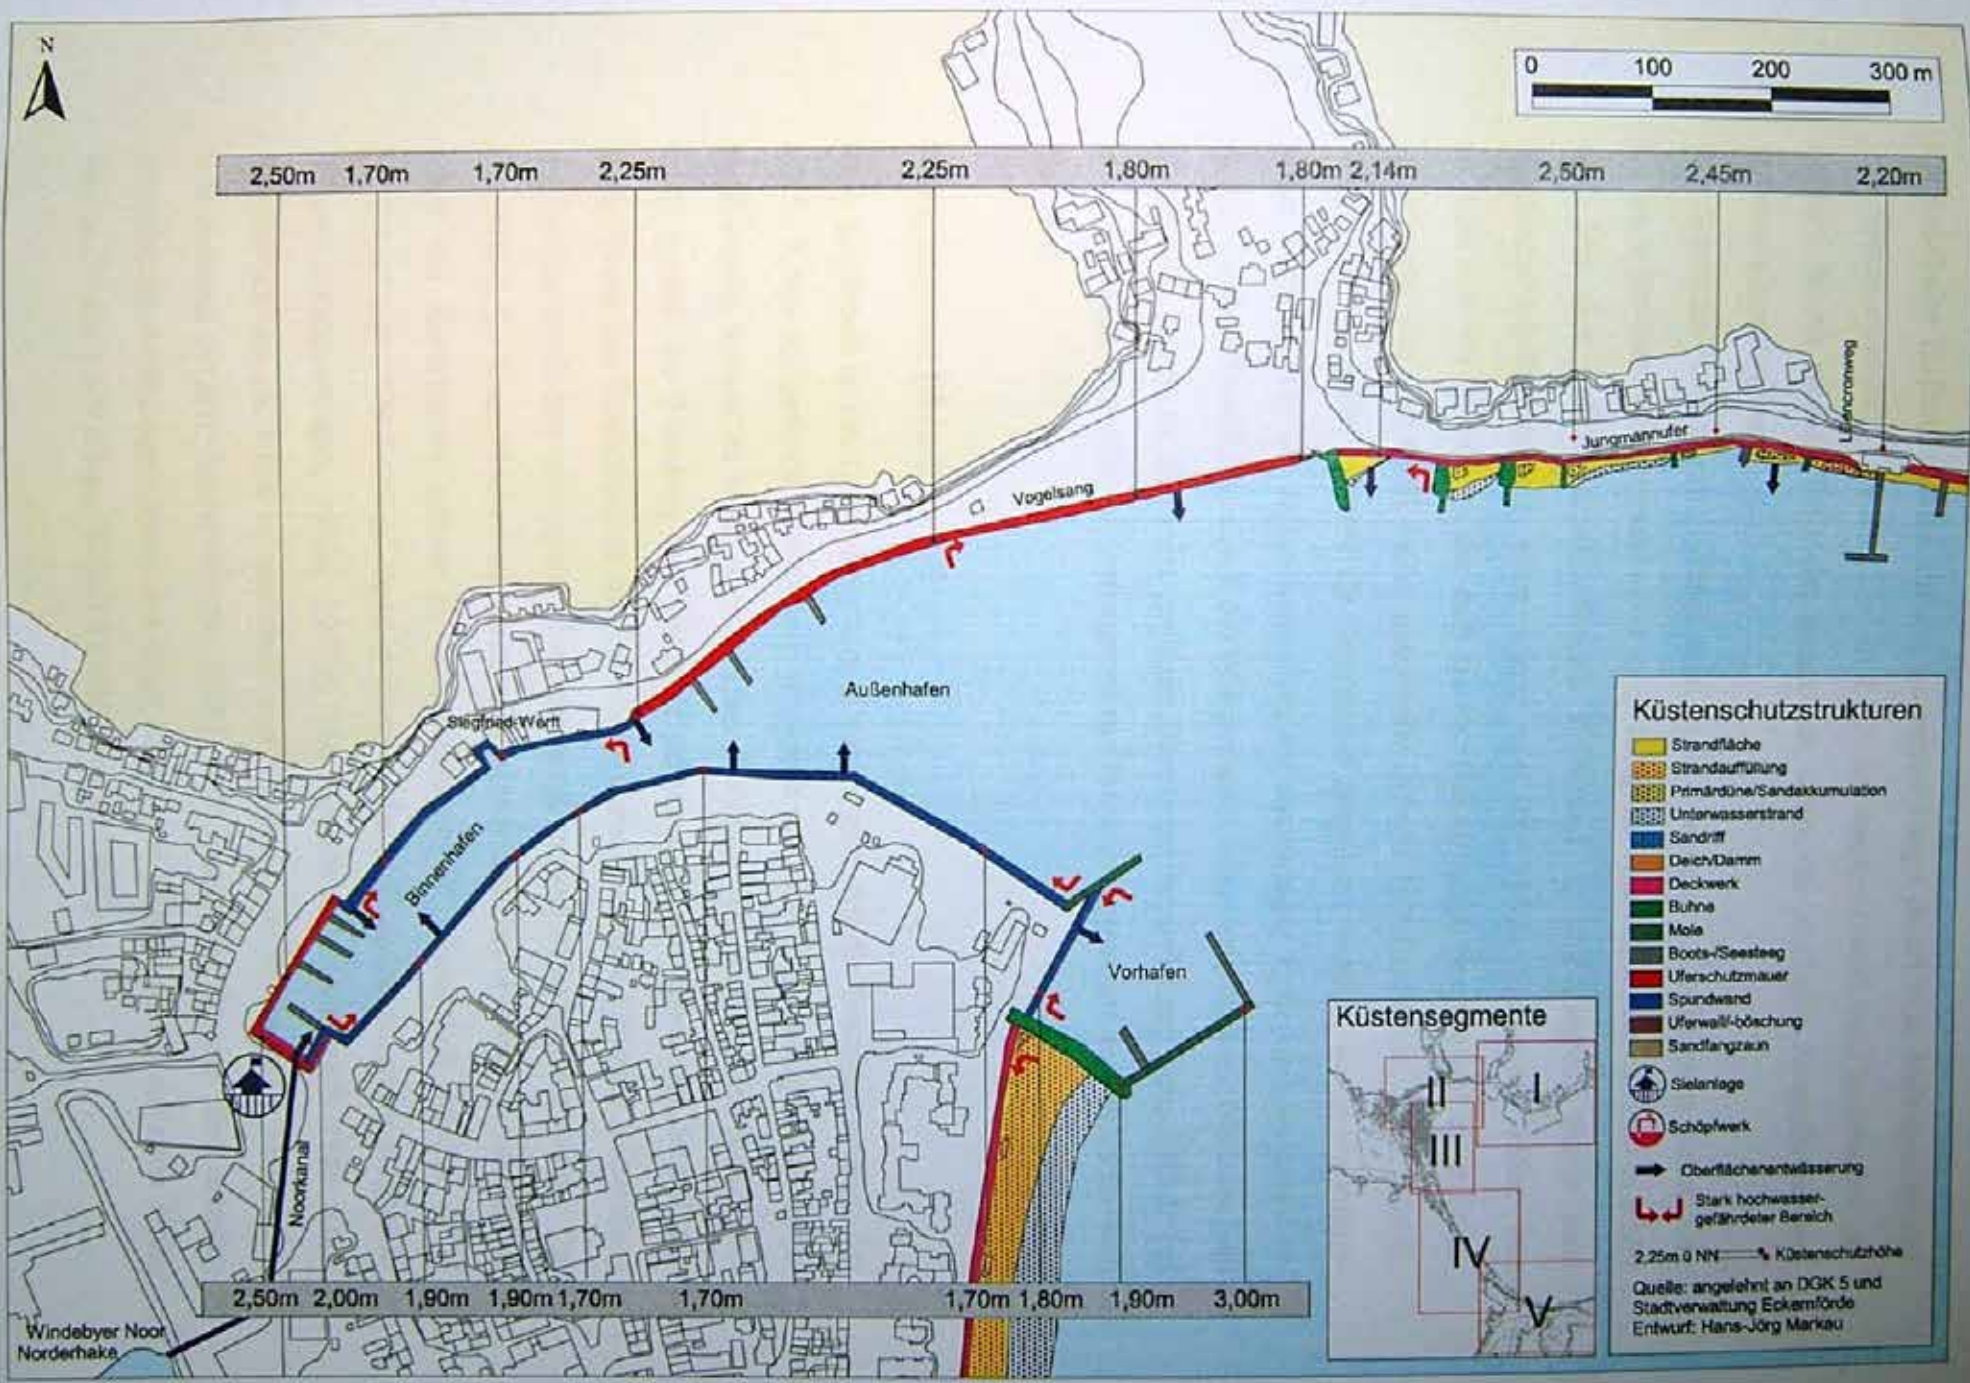 N
0 100 200 300 m
2,50m 1,70m 1,70m 2,25m 2,25m 1,80m 1,80m 2,14m 2,50m 2,45m 2,20m
Jungmannufer
Vogelsang
Außenhafen
Siegfried-Werft
Binnenhafen
Vorhafen
Noorkanal
Windebyer Noor
Norderhake
2,50m 2,00m 1,90m 1,90m 1,70m 1,70m 1,70m 1,80m 1,90m 3,00m
Küstensegmente
I
II
III
IV
V
Küstenschutzstrukturen
Strandfläche
Strandauffüllung
Primärdüne/Sandakkumulation
Unterwasserstrand
Sandriff
Deich/Damm
Deckwerk
Buhne
Mole
Boots-/Seesteg
Uferschutzmauer
Spundwand
Uferwall/-böschung
Sandfangzaun
Sielanlage
Schöpfwerk
Oberflächenentwässerung
Stark hochwasser-
gefährdeter Bereich
2,25m ü NN Küstenschutzhöhe
Quelle: angelehnt an DGK 5 und
Stadtverwaltung Eckernförde
Entwurf: Hans-Jörg Markau